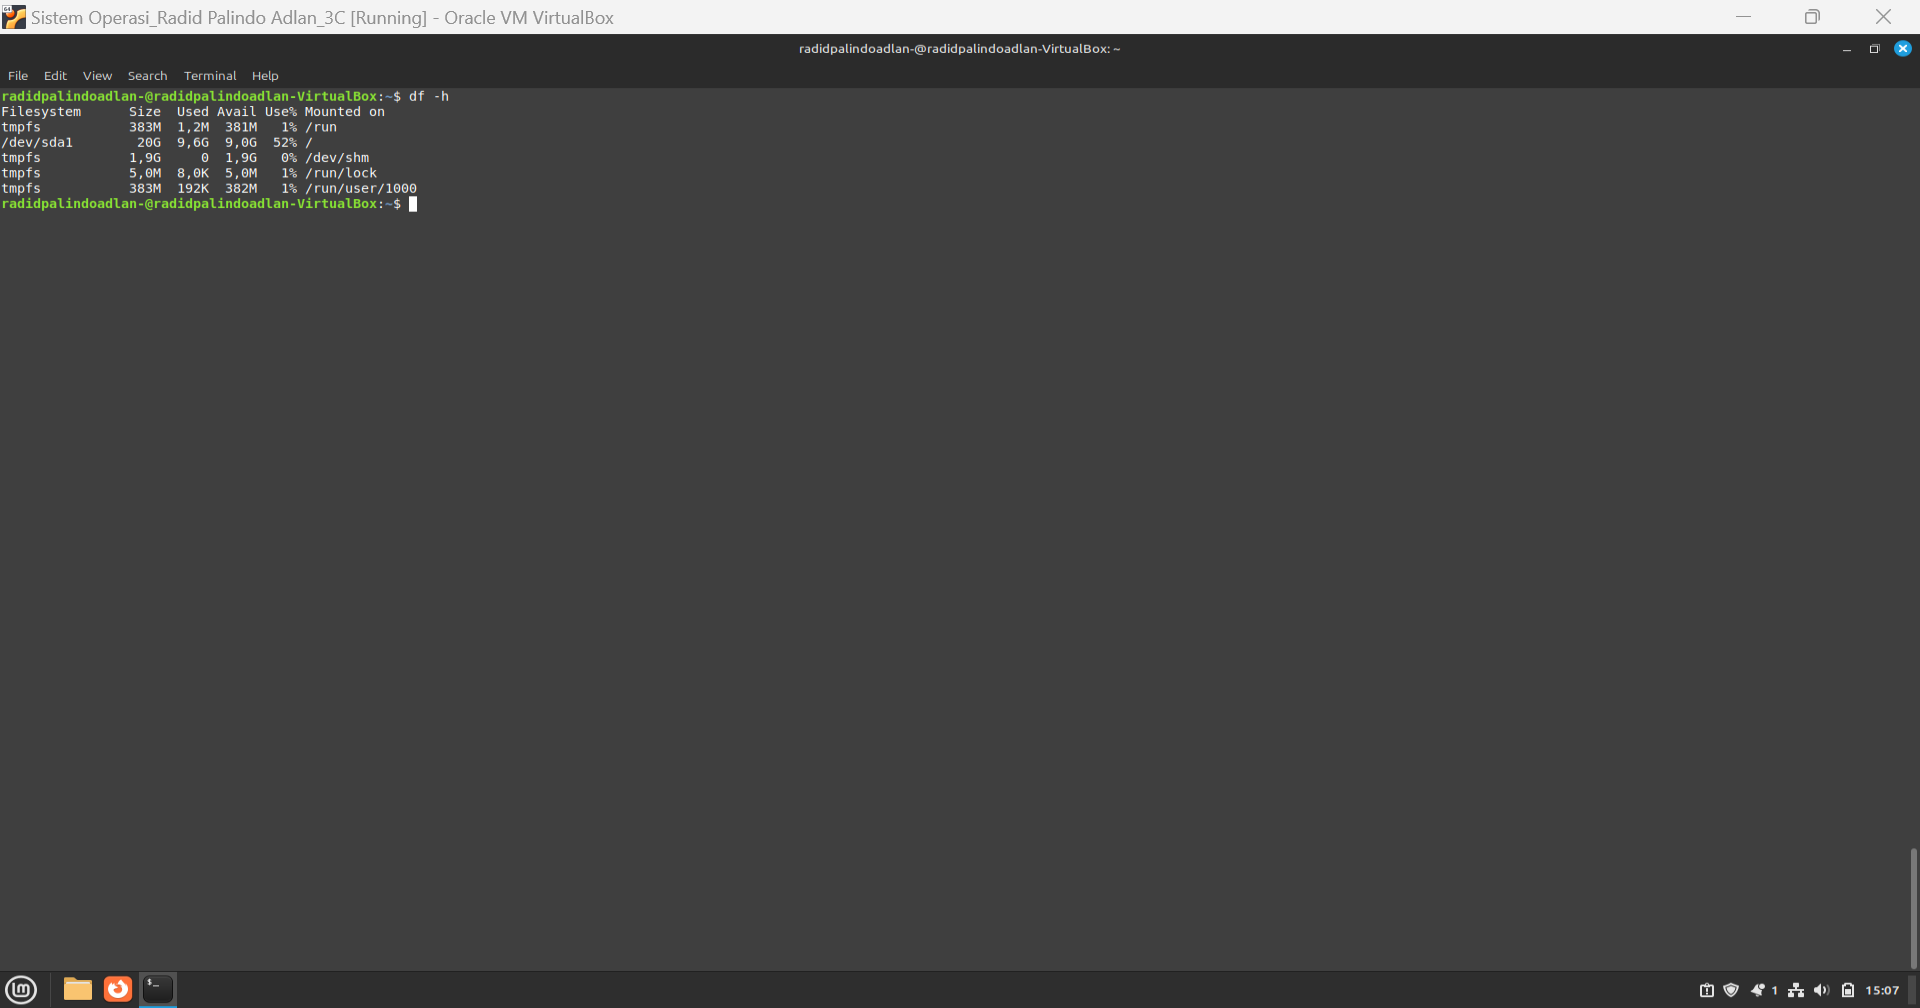 Sistem Operasi_Radid Palindo Adlan_3C [Running] - Oracle VM VirtualBox
radidpalindoadlan-@radidpalindoadlan-VirtualBox: ~
File Edit View Search Terminal Help
radidpalindoadlan-@radidpalindoadlan-VirtualBox:~$ df -h
Filesystem      Size  Used Avail Use% Mounted on
tmpfs           383M  1,2M  381M   1% /run
/dev/sda1        20G  9,6G  9,0G  52% /
tmpfs           1,9G     0  1,9G   0% /dev/shm
tmpfs           5,0M  8,0K  5,0M   1% /run/lock
tmpfs           383M  192K  382M   1% /run/user/1000
radidpalindoadlan-@radidpalindoadlan-VirtualBox:~$
1 15:07